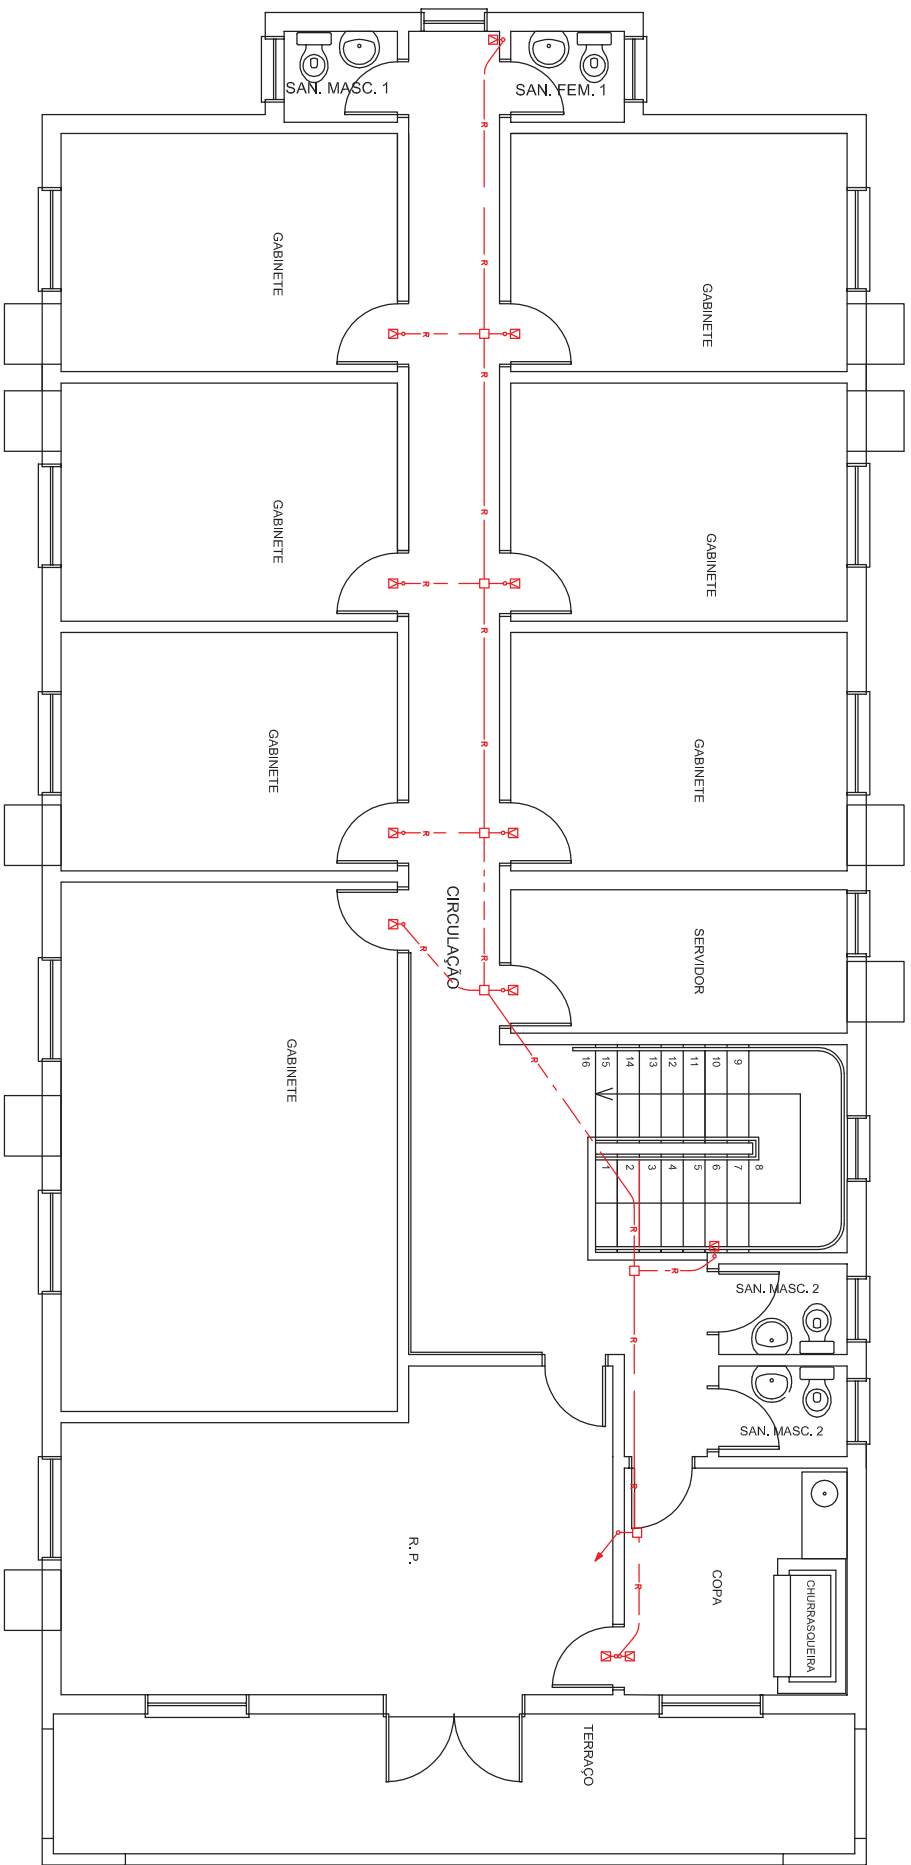 SAN. MASC. 1
SAN. FEM. 1
R
GABINETE
R
GABINETE
R
R
GABINETE
R
GABINETE
R
R
GABINETE
R
GABINETE
R
CIRCULAÇÃO
R
R
SERVIDOR
GABINETE
R
16
15
14
13
12
11
10
9
1
2
3
4
5
6
7
8
R
R
SAN. MASC. 2
R
SAN. MASC. 2
R
R. P.
COPA
R
CHURRASQUEIRA
TERRAÇO